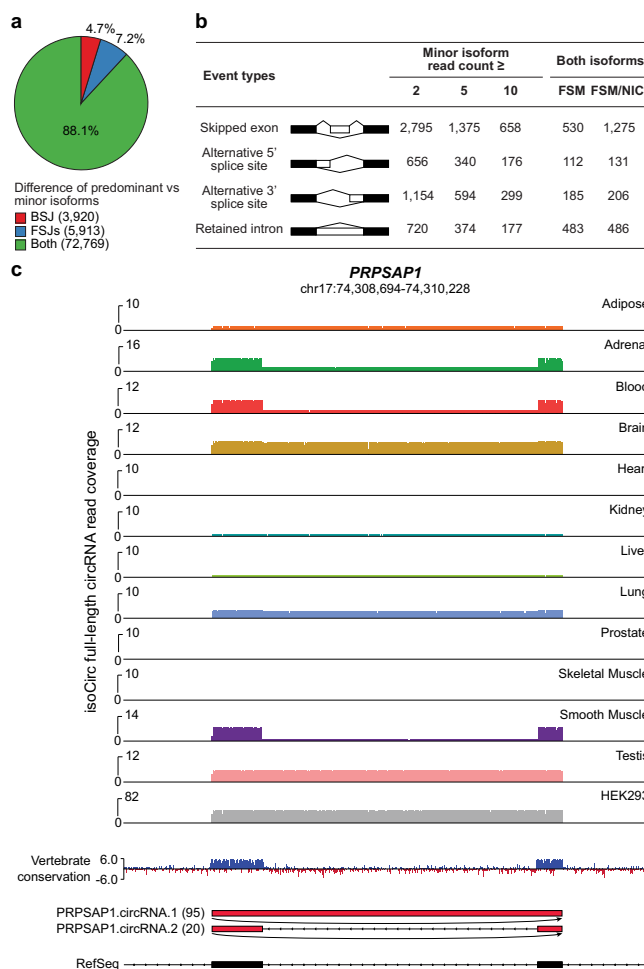 a
4.7%
7.2%
88.1%
Difference of predominant vs
minor isoforms
BSJ (3,920)
FSJs (5,913)
Both (72,769)
b
Event types
Minor isoform
read count ≥
Both isoforms
2 5 10 FSM FSM/NIC
Skipped exon 2,795 1,375 658 530 1,275
Alternative 5'
splice site 656 340 176 112 131
Alternative 3'
splice site 1,154 594 299 185 206
Retained intron 720 374 177 483 486
c
PRPSAP1
chr17:74,308,694-74,310,228
isoCirc full-length circRNA read coverage
10 Adipose
0
16 Adrena
0
12 Blood
0
12 Brain
0
10 Hear
0
10 Kidney
0
10 Live
0
10 Lung
0
10 Prostate
0
10 Skeletal Muscle
0
14 Smooth Muscle
0
12 Testis
0
82 HEK293
0
Vertebrate
conservation
6.0
-6.0
PRPSAP1.circRNA.1 (95)
PRPSAP1.circRNA.2 (20)
RefSeq